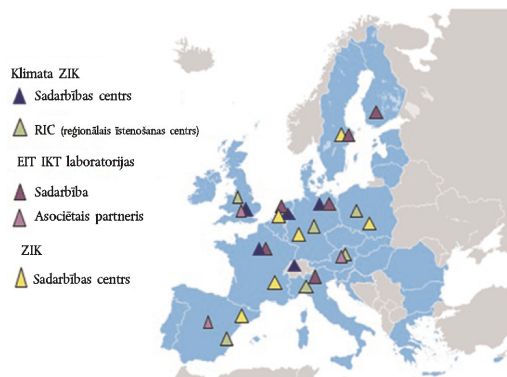 Klimata ZIK
Sadarbības centrs
RIC (reģionālais īstenošanas centrs)
EIT IKT laboratorijas
Sadarbība
Asociētais partneris
ZIK
Sadarbības centrs